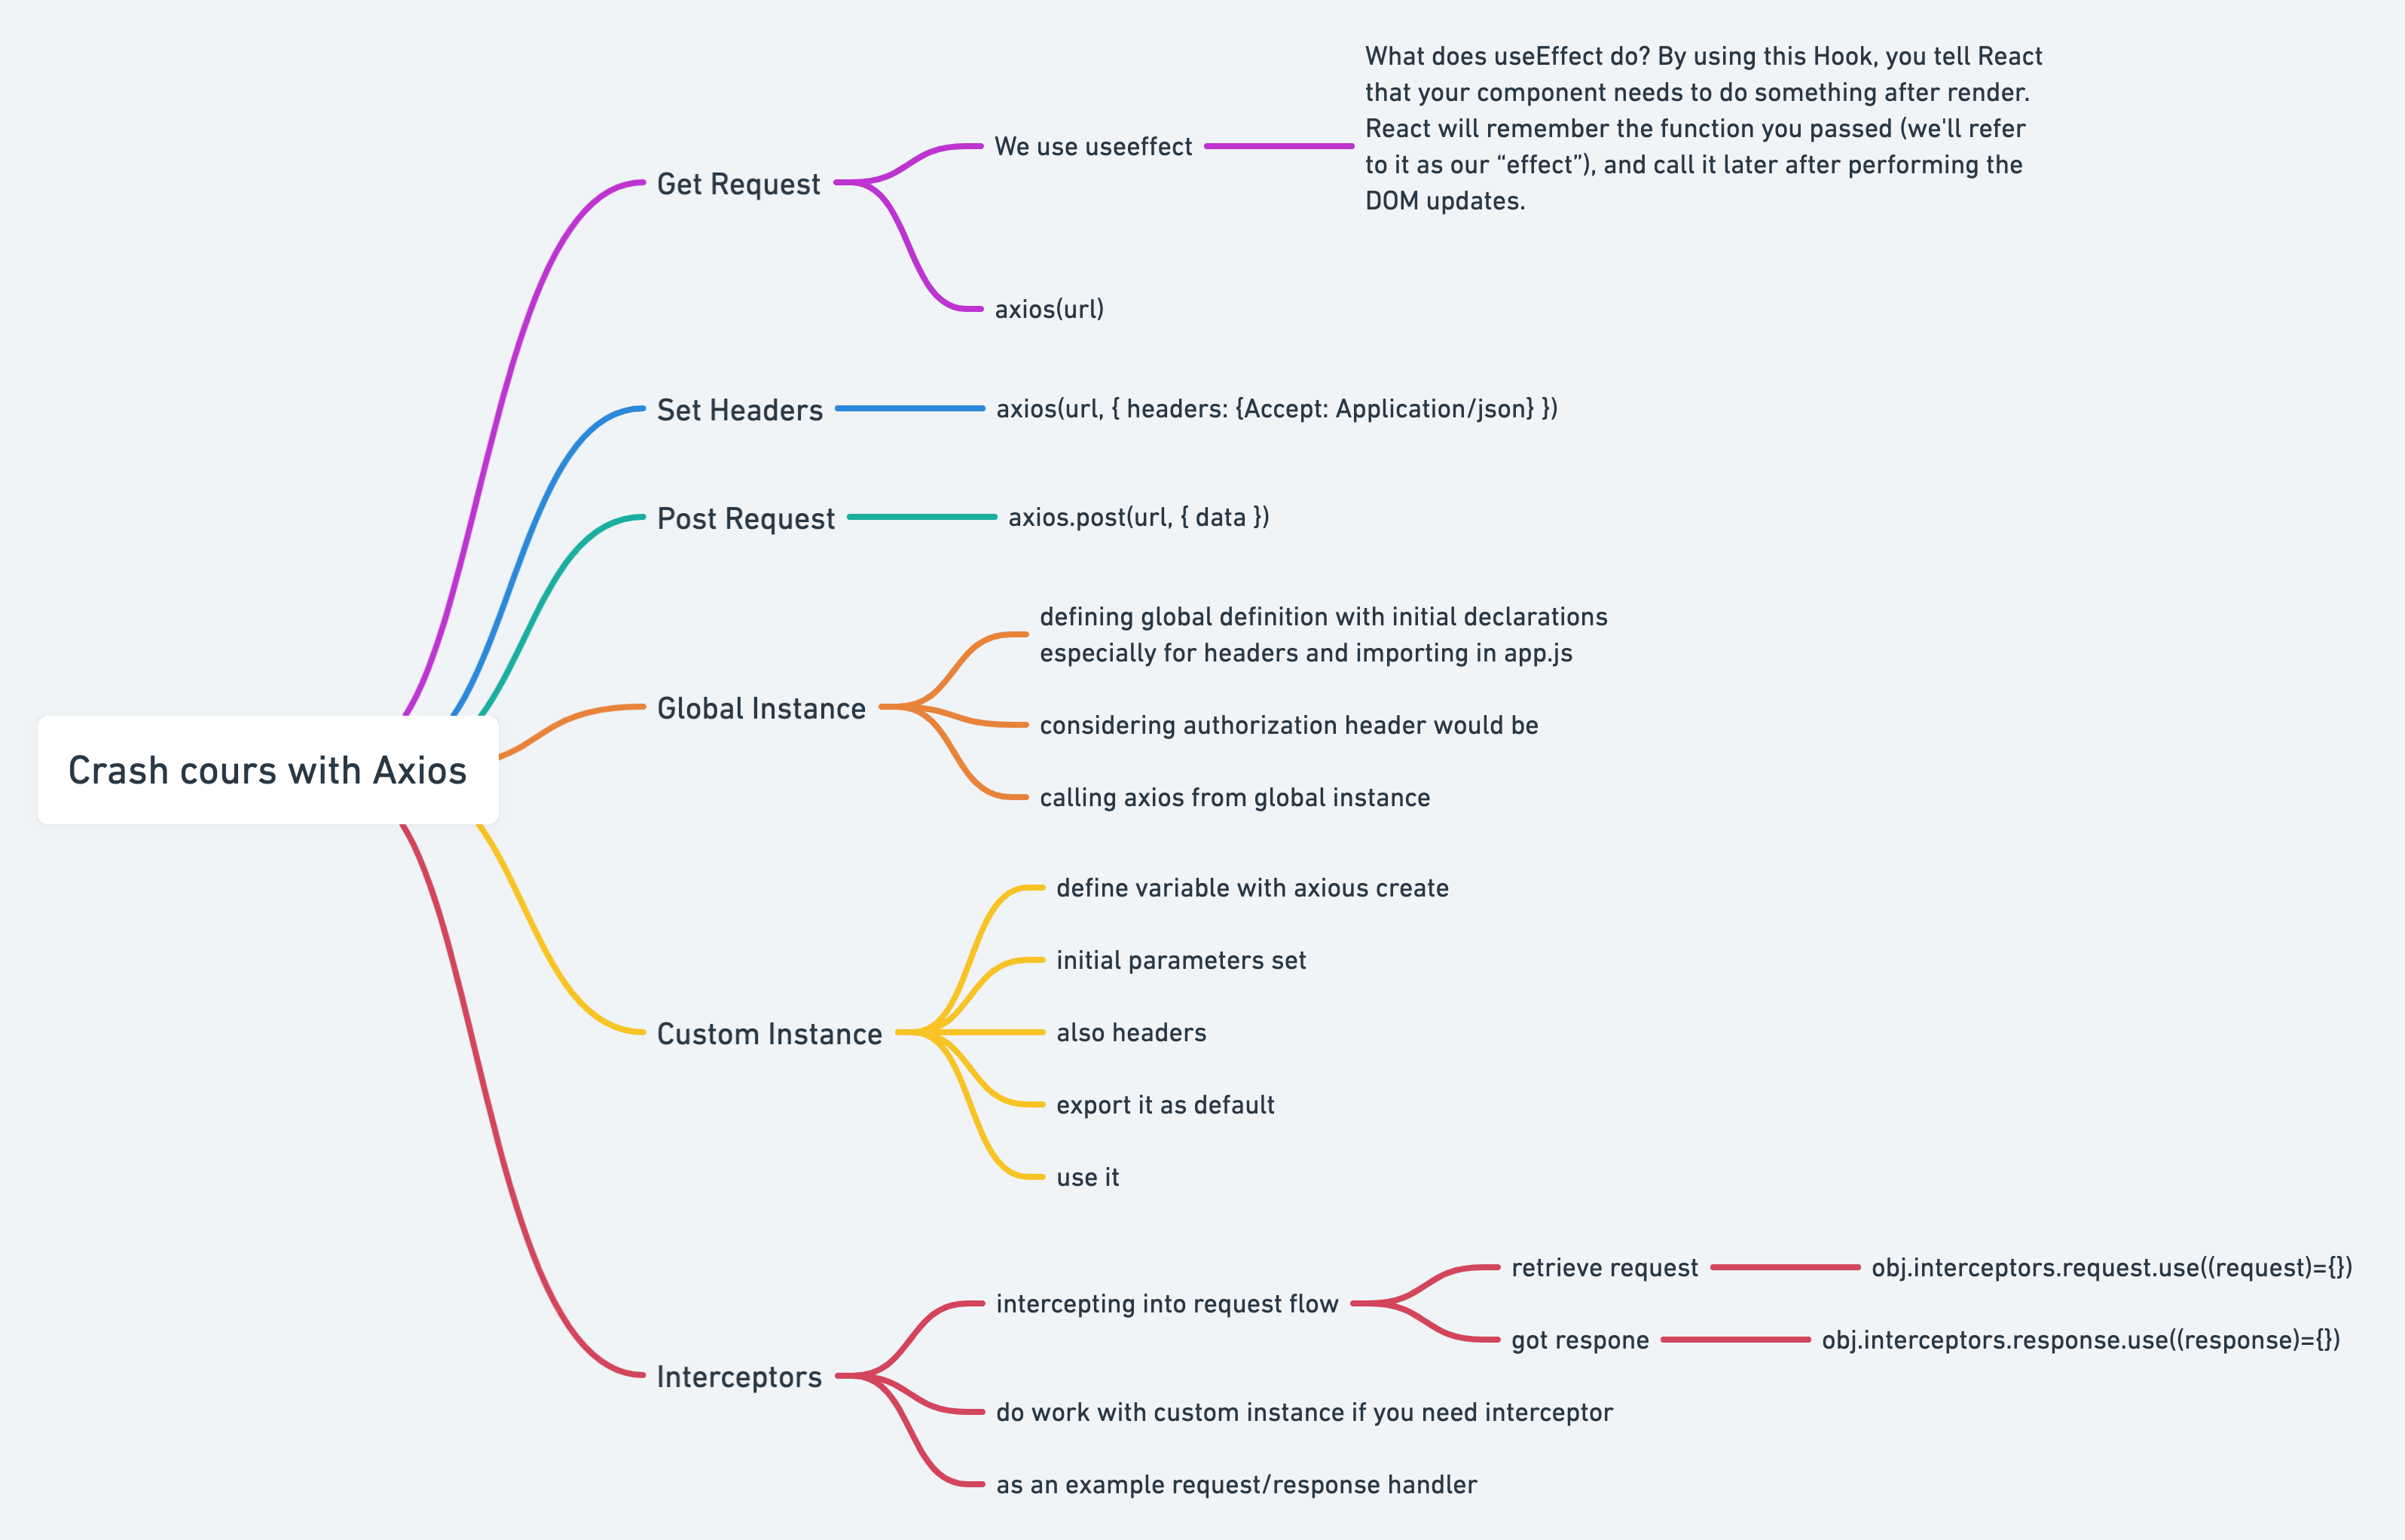 What does useEffect do? By using this Hook, you tell React
that your component needs to do something after render.
React will remember the function you passed (we'll refer
to it as our “effect”), and call it later after performing the
DOM updates.
We use useeffect
Get Request
axios(url)
Set Headers
axios(url, { headers: {Accept: Application/json} })
Post Request
axios.post(url, { data })
defining global definition with initial declarations
especially for headers and importing in app.js
Global Instance
considering authorization header would be
calling axios from global instance
Crash cours with Axios
define variable with axious create
initial parameters set
Custom Instance
also headers
export it as default
use it
retrieve request
obj.interceptors.request.use((request)={})
intercepting into request flow
got respone
obj.interceptors.response.use((response)={})
Interceptors
do work with custom instance if you need interceptor
as an example request/response handler